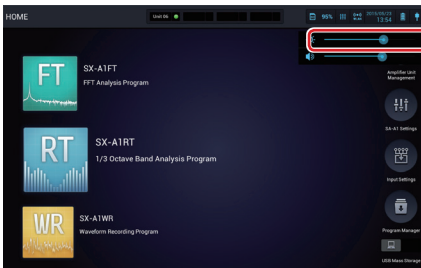 HOME
Unit 06
95%
2015/06/23
13:54
FT
SX-A1FT
FFT Analysis Program
RT
SX-A1RT
1/3 Octave Band Analysis Program
WR
SX-A1WR
Waveform Recording Program
Amplifier Unit
Management
SA-A1 Settings
Input Settings
Program Manager
USB Mass Storage